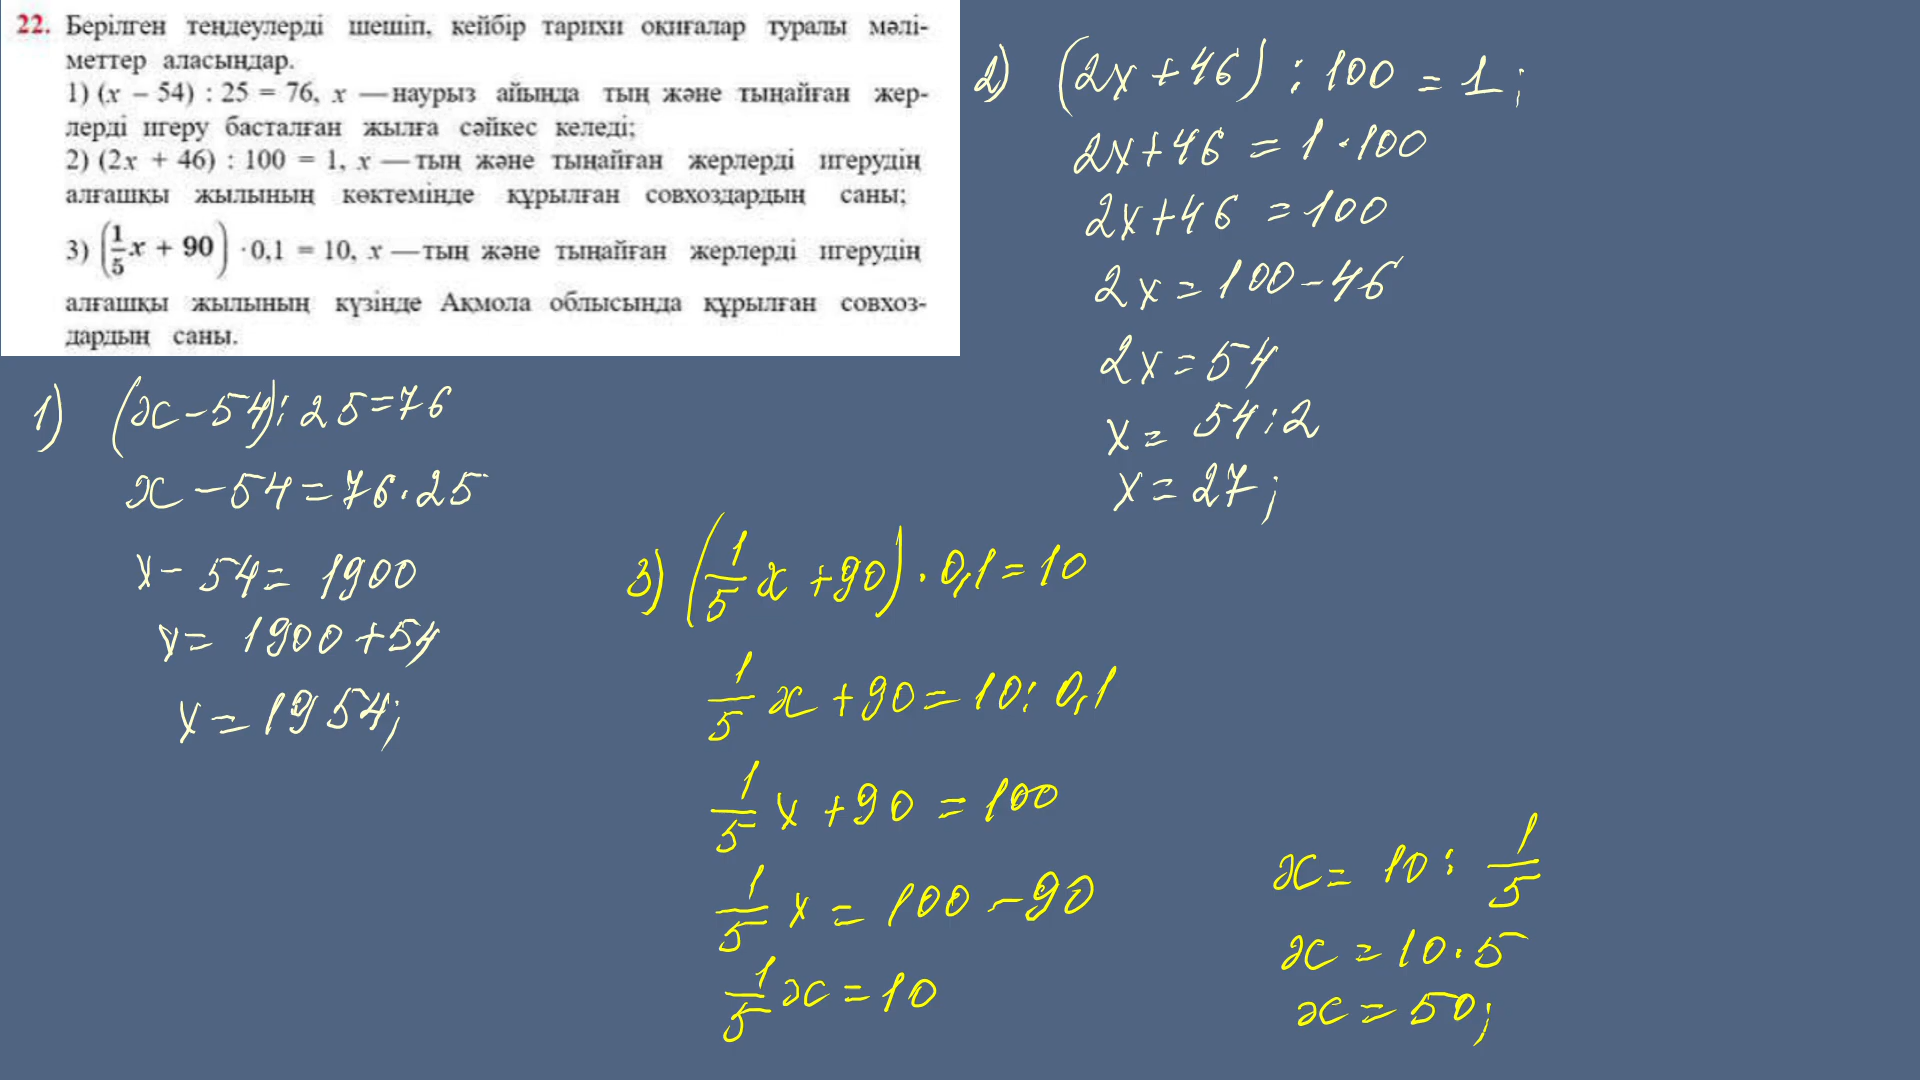 22. Берілген теңдеулерді шешіп, кейбір тарихи оқиғалар туралы мәлі-
меттер аласыңдар.
1) (x − 54) : 25 = 76, x — наурыз айында тың және тыңайған жер-
лерді игеру басталған жылға сәйкес келеді;
2) (2x + 46) : 100 = 1, x — тың және тыңайған жерлерді игерудің
алғашқы жылының көктемінде құрылған совхоздардың саны;
3) (1/5 x + 90) · 0,1 = 10, x — тың және тыңайған жерлерді игерудің
алғашқы жылының күзінде Ақмола облысында құрылған совхоз-
дардың саны.
1) (x − 54) : 25 = 76
x − 54 = 76 · 25
x − 54 = 1900
x = 1900 + 54
x = 1954;
2) (2x + 46) : 100 = 1;
2x + 46 = 1 · 100
2x + 46 = 100
2x = 100 − 46
2x = 54
x = 54 : 2
x = 27;
3) (1/5 x + 90) · 0,1 = 10
1/5 x + 90 = 10 : 0,1
1/5 x + 90 = 100
1/5 x = 100 − 90
1/5 x = 10
x = 10 : 1/5
x = 10 · 5
x = 50;